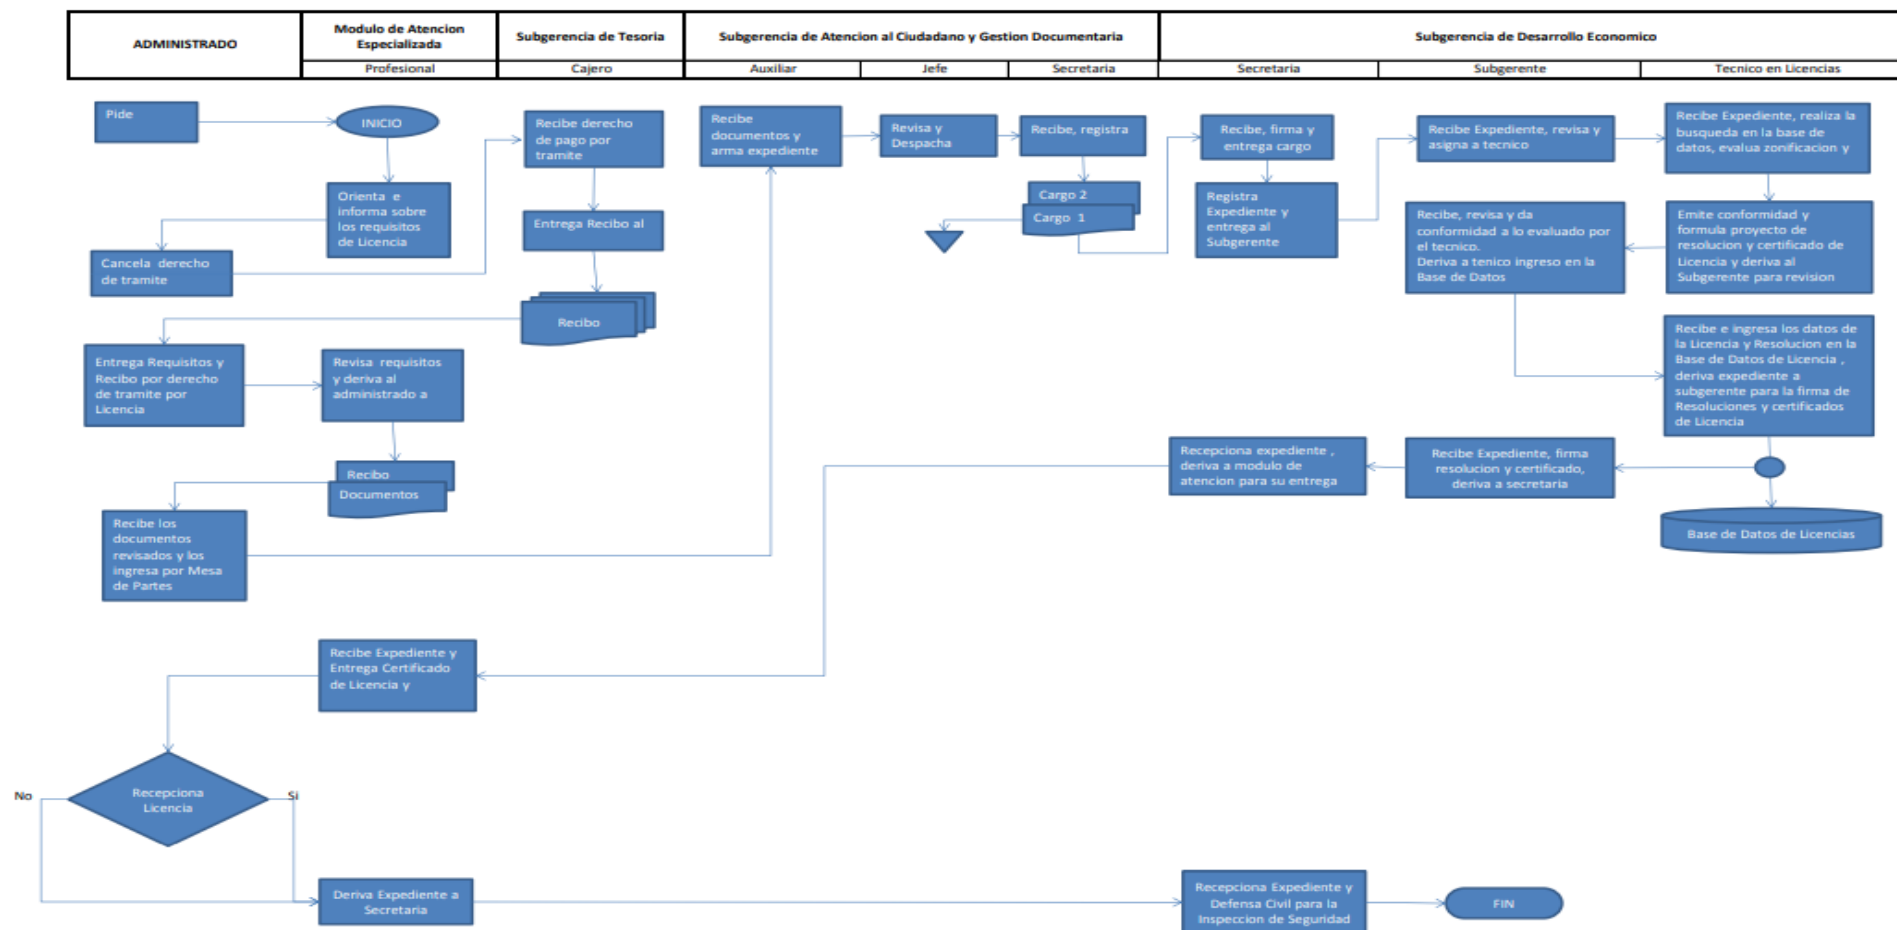 ADMINISTRADO
Modulo de Atencion
Especializada
Subgerencia de Tesoria
Subgerencia de Atencion al Ciudadano y Gestion Documentaria
Subgerencia de Desarrollo Economico
Profesional
Cajero
Auxiliar
Jefe
Secretaria
Secretaria
Subgerente
Tecnico en Licencias
Pide
INICIO
Recibe derecho
de pago por
tramite
Recibe
documentos y
arma expediente
Revisa y
Despacha
Recibe, registra
Recibe, firma y
entrega cargo
Recibe Expediente, revisa y
asigna a tecnico
Recibe Expediente, realiza la
busqueda en la base de
datos, evalua zonificacion y
Orienta e
informa sobre
los requisitos
de Licencia
Entrega Recibo al
Cargo 2
Cargo 1
Registra
Expediente y
entrega al
Subgerente
Recibe, revisa y da
conformidad a lo evaluado por
el tecnico.
Deriva a tenico ingreso en la
Base de Datos
Emite conformidad y
formula proyecto de
resolucion y certificado de
Licencia y deriva al
Subgerente para revision
Cancela derecho
de tramite
Recibo
Entrega Requisitos y
Recibo por derecho
de tramite por
Licencia
Revisa requisitos
y deriva al
administrado a
Recibe e ingresa los datos de
la Licencia y Resolucion en la
Base de Datos de Licencia ,
deriva expediente a
subgerente para la firma de
Resoluciones y certificados
de Licencia
Recibo
Documentos
Recepciona expediente ,
deriva a modulo de
atencion para su entrega
Recibe Expediente, firma
resolucion y certificado,
deriva a secretaria
Base de Datos de Licencias
Recibe los
documentos
revisados y los
ingresa por Mesa
de Partes
Recibe Expediente y
Entrega Certificado
de Licencia y
Recepciona
Licencia
No
Si
Deriva Expediente a
Secretaria
Recepciona Expediente y
Defensa Civil para la
Inspeccion de Seguridad
FIN